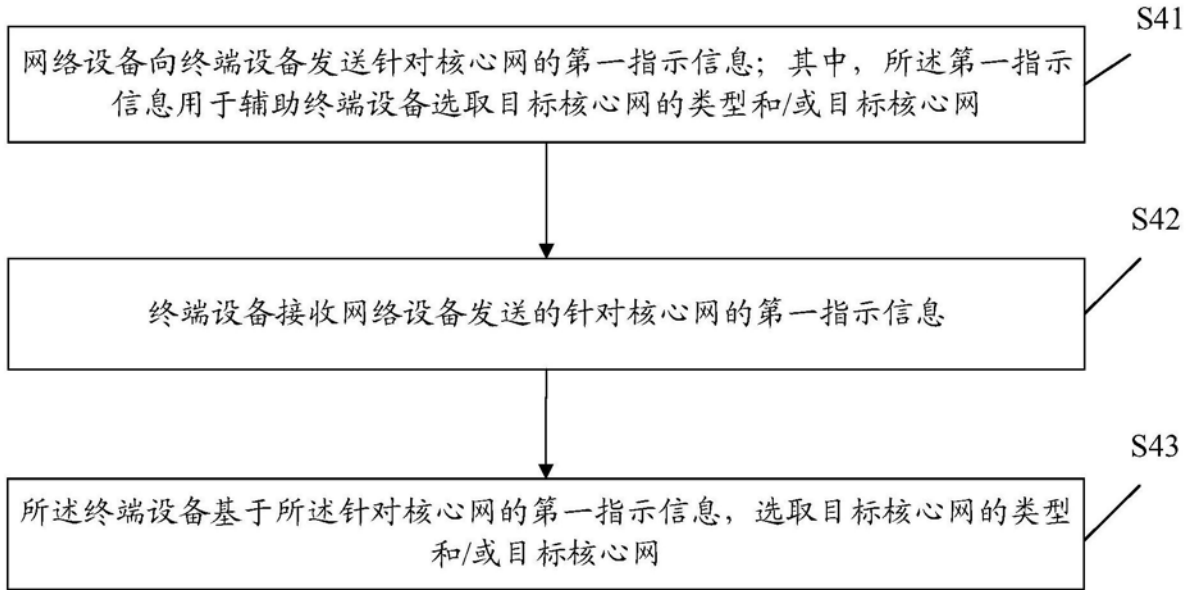 S41
网络设备向终端设备发送针对核心网的第一指示信息；其中，所述第一指示
信息用于辅助终端设备选取目标核心网的类型和/或目标核心网
S42
终端设备接收网络设备发送的针对核心网的第一指示信息
S43
所述终端设备基于所述针对核心网的第一指示信息，选取目标核心网的类型
和/或目标核心网